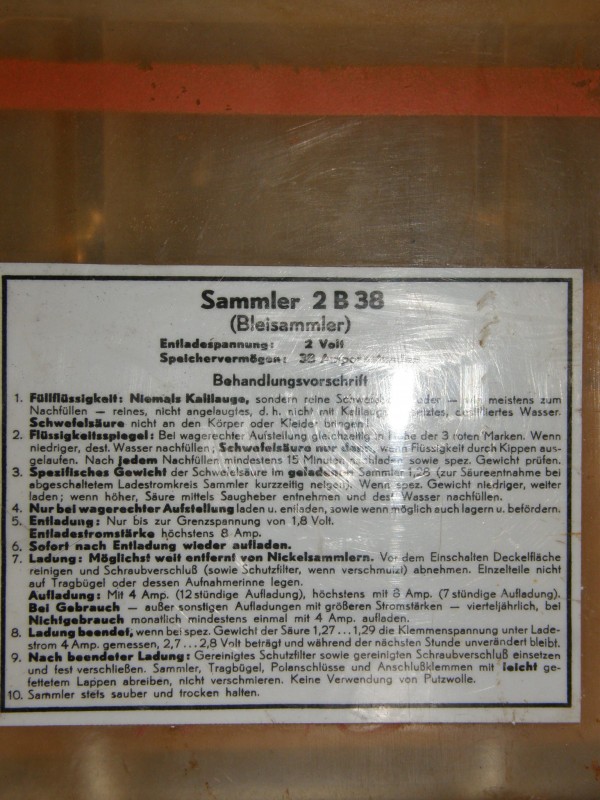 Sammler 2 B 38
(Bleisammler)
Entladespannung: 2 Volt
Speichervermögen: 38 Amperestunden
Behandlungsvorschrift
1. Füllflüssigkeit: Niemals Kalilauge, sondern reine oder meistens zum
Nachfüllen – reines, nicht angelaugtes, d. h. nicht mit Kalilauge destilliertes Wasser.
Schwefelsäure nicht an den Körper oder Kleider bringen!
2. Flüssigkeitsspiegel: Bei wagerechter Aufstellung gleichzeitig in Höhe der 3 roten Marken. Wenn
niedriger, dest. Wasser nachfüllen; Schwefelsäure nur dann, wenn Flüssigkeit durch Kippen aus-
gelaufen. Nach jedem Nachfüllen mindestens 15 Minuten nachladen sowie spez. Gewicht prüfen.
3. Spezifisches Gewicht der Schwefelsäure im geladenen Sammler 1,28 (zur Säureentnahme bei
abgeschaltetem Ladestromkreis Sammler kurzzeitig neigen). Wenn spez. Gewicht niedriger, weiter
laden; wenn höher, Säure mittels Saugheber entnehmen und dest. Wasser nachfüllen.
4. Nur bei wagerechter Aufstellung laden u. entladen, sowie wenn möglich auch lagern u. befördern.
5. Entladung: Nur bis zur Grenzspannung von 1,8 Volt.
Entladestromstärke höchstens 8 Amp.
6. Sofort nach Entladung wieder aufladen.
7. Ladung: Möglichst weit entfernt von Nickelsammlern. Vor dem Einschalten Deckelfläche
reinigen und Schraubverschluß (sowie Schutzfilter, wenn verschmutzt) abnehmen. Einzelteile nicht
auf Tragbügel oder dessen Aufnehmerinne legen.
Aufladung: Mit 4 Amp. (12 stündige Aufladung), höchstens mit 8 Amp. (7 stündige Aufladung).
Bei Gebrauch – außer sonstigen Aufladungen mit größeren Stromstärken – vierteljährlich, bei
Nichtgebrauch monatlich mindestens einmal mit 4 Amp. aufladen.
8. Ladung beendet, wenn bei spez. Gewicht der Säure 1,27 ... 1,29 die Klemmenspannung unter Lade-
strom 4 Amp. gemessen, 2,7 ... 2,8 Volt beträgt und während der nächsten Stunde unverändert bleibt.
9. Nach beendeter Ladung: Gereinigtes Schutzfilter sowie gereinigten Schraubverschluß einsetzen
und fest verschließen. Sammler, Tragbügel, Polanschlüsse und Anschlußklemmen mit leicht ge-
fettetem Lappen abreiben, nicht verschmieren. Keine Verwendung von Putzwolle.
10. Sammler stets sauber und trocken halten.